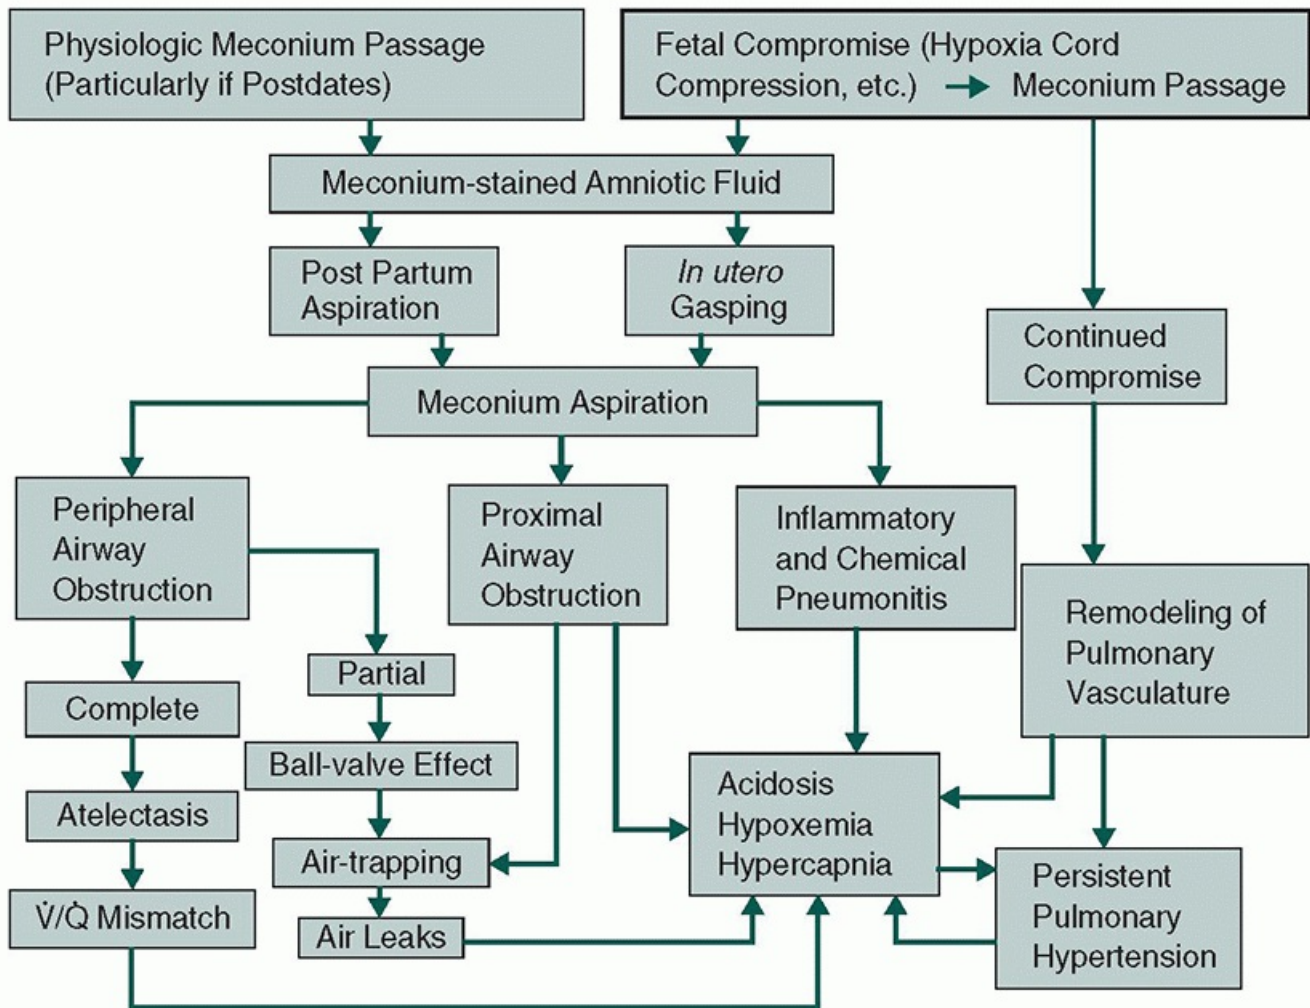 Physiologic Meconium Passage
(Particularly if Postdates)
Fetal Compromise (Hypoxia Cord
Compression, etc.) → Meconium Passage
Meconium-stained Amniotic Fluid
Post Partum
Aspiration
In utero
Gasping
Continued
Compromise
Meconium Aspiration
Peripheral
Airway
Obstruction
Proximal
Airway
Obstruction
Inflammatory
and Chemical
Pneumonitis
Remodeling of
Pulmonary
Vasculature
Partial
Complete
Ball-valve Effect
Atelectasis
Air-trapping
Acidosis
Hypoxemia
Hypercapnia
Persistent
Pulmonary
Hypertension
V̇/Q̇ Mismatch
Air Leaks